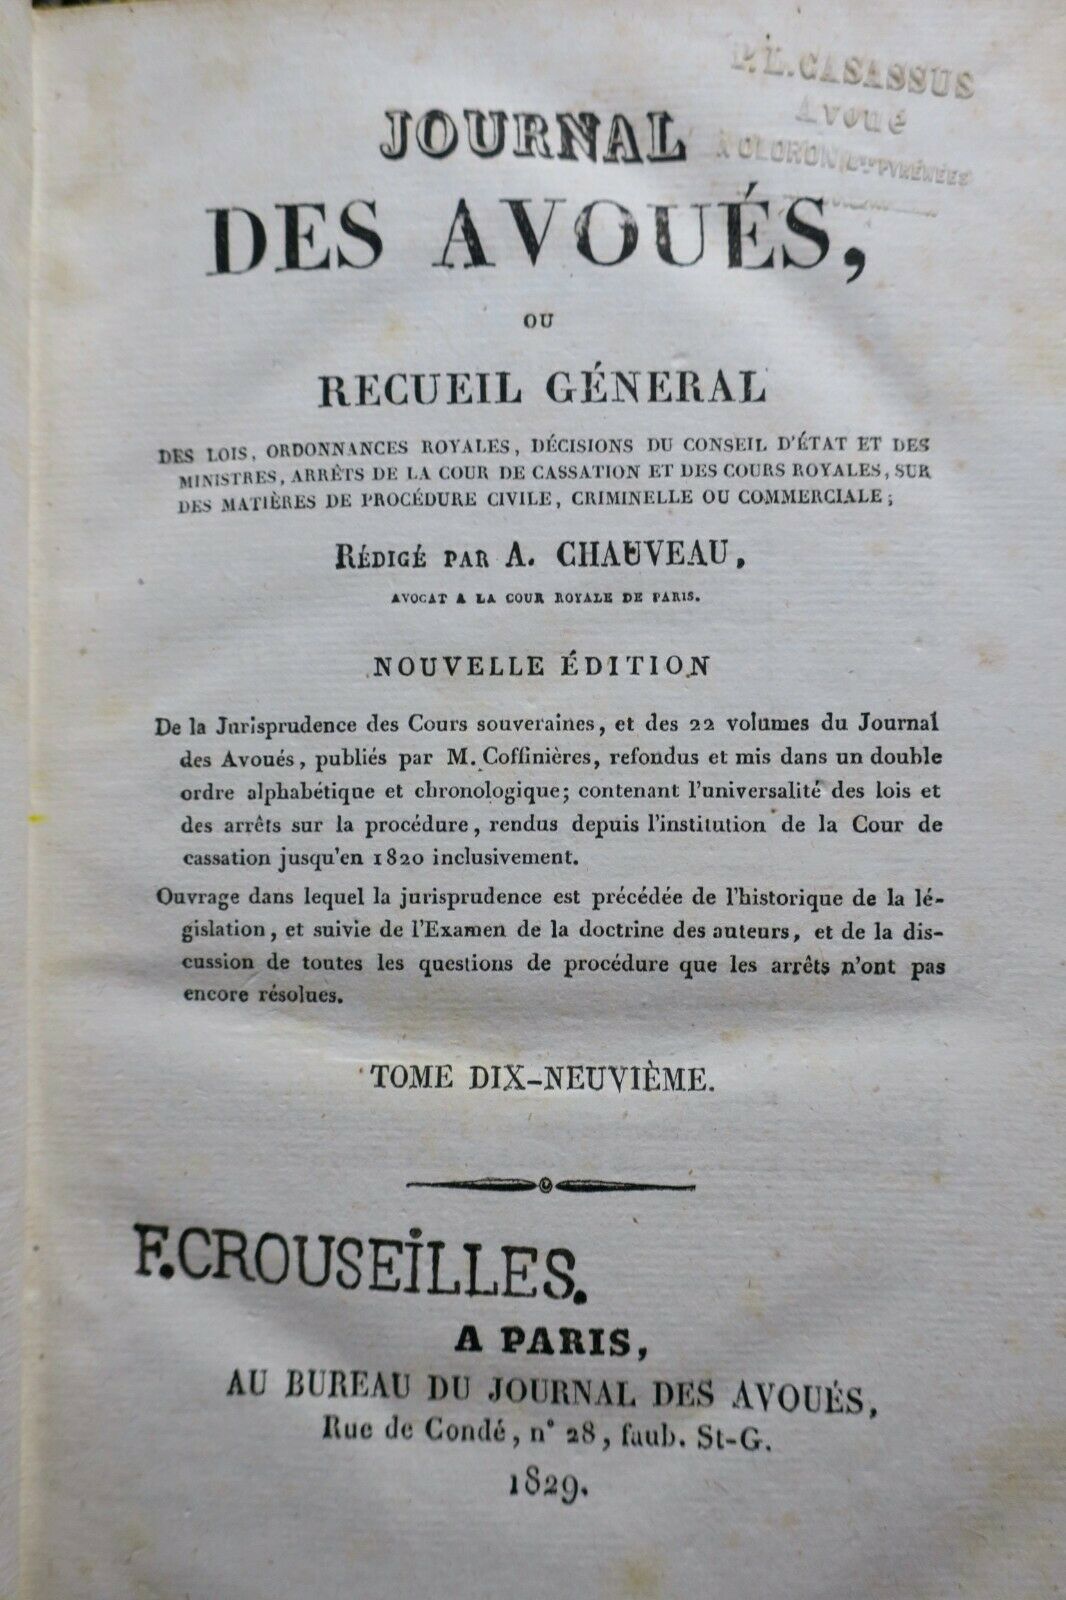 P. L. CASASSUS
Avoué
A OLORON (Bses PYRÉNÉES
JOURNAL
DES AVOUÉS,
OU
RECUEIL GÉNERAL
DES LOIS, ORDONNANCES ROYALES, DÉCISIONS DU CONSEIL D'ÉTAT ET DES
MINISTRES, ARRÊTS DE LA COUR DE CASSATION ET DES COURS ROYALES, SUR
DES MATIÈRES DE PROCÉDURE CIVILE, CRIMINELLE OU COMMERCIALE;
RÉDIGÉ PAR A. CHAUVEAU,
AVOCAT A LA COUR ROYALE DE PARIS.
NOUVELLE ÉDITION
De la Jurisprudence des Cours souveraines, et des 22 volumes du Journal
des Avoués, publiés par M. Coffinières, refondus et mis dans un double
ordre alphabétique et chronologique; contenant l'universalité des lois et
des arrêts sur la procédure, rendus depuis l'institution de la Cour de
cassation jusqu'en 1820 inclusivement.
Ouvrage dans lequel la jurisprudence est précédée de l'historique de la lé-
gislation, et suivie de l'Examen de la doctrine des auteurs, et de la dis-
cussion de toutes les questions de procédure que les arrêts n'ont pas
encore résolues.
TOME DIX-NEUVIÈME.
F. CROUSEILLES.
A PARIS,
AU BUREAU DU JOURNAL DES AVOUÉS,
Rue de Condé, n° 28, faub. St-G.
1829.